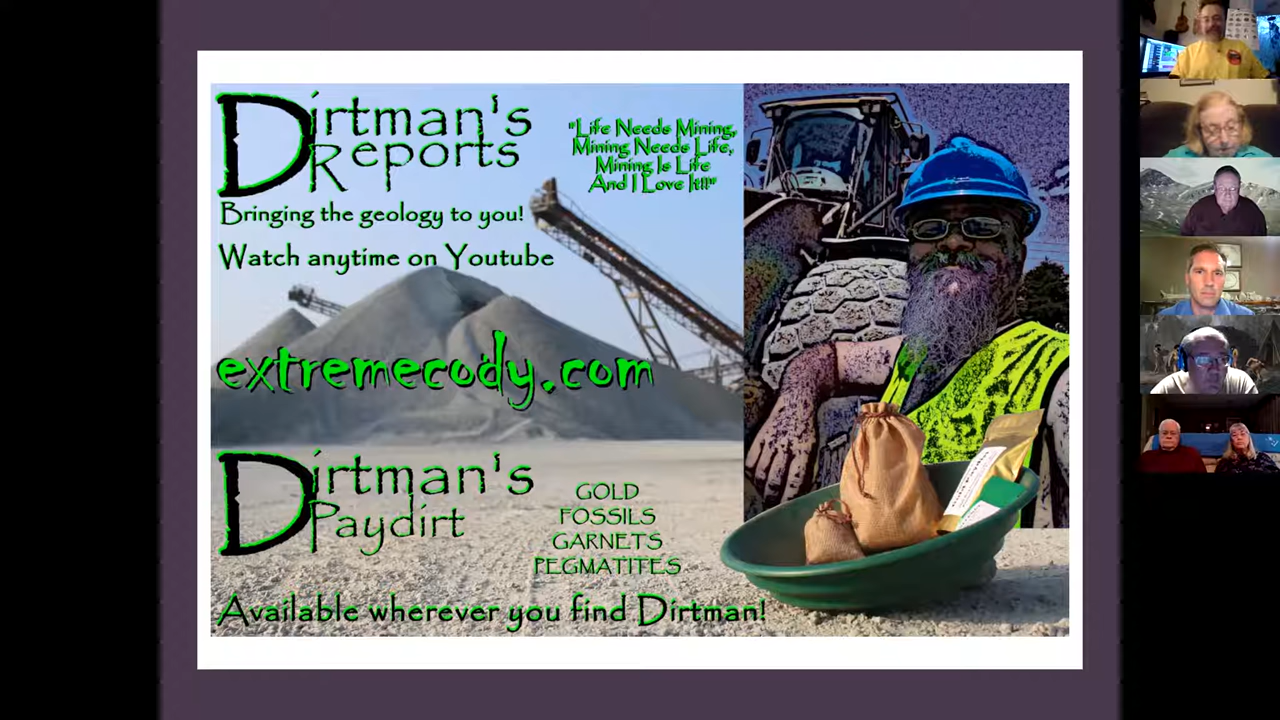 Dirtman's
Reports
Bringing the geology to you!
Watch anytime on Youtube
"Life Needs Mining,
Mining Needs Life,
Mining Is Life
And I Love It!!"
extremecody.com
Dirtman's
Paydirt
GOLD
FOSSILS
GARNETS
PEGMATITES
Available wherever you find Dirtman!